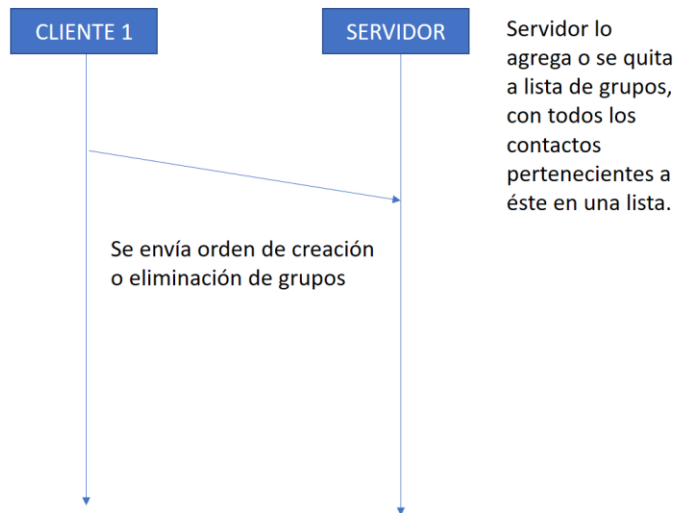 CLIENTE 1
SERVIDOR
Servidor lo
agrega o se quita
a lista de grupos,
con todos los
contactos
pertenecientes a
éste en una lista.
Se envía orden de creación
o eliminación de grupos